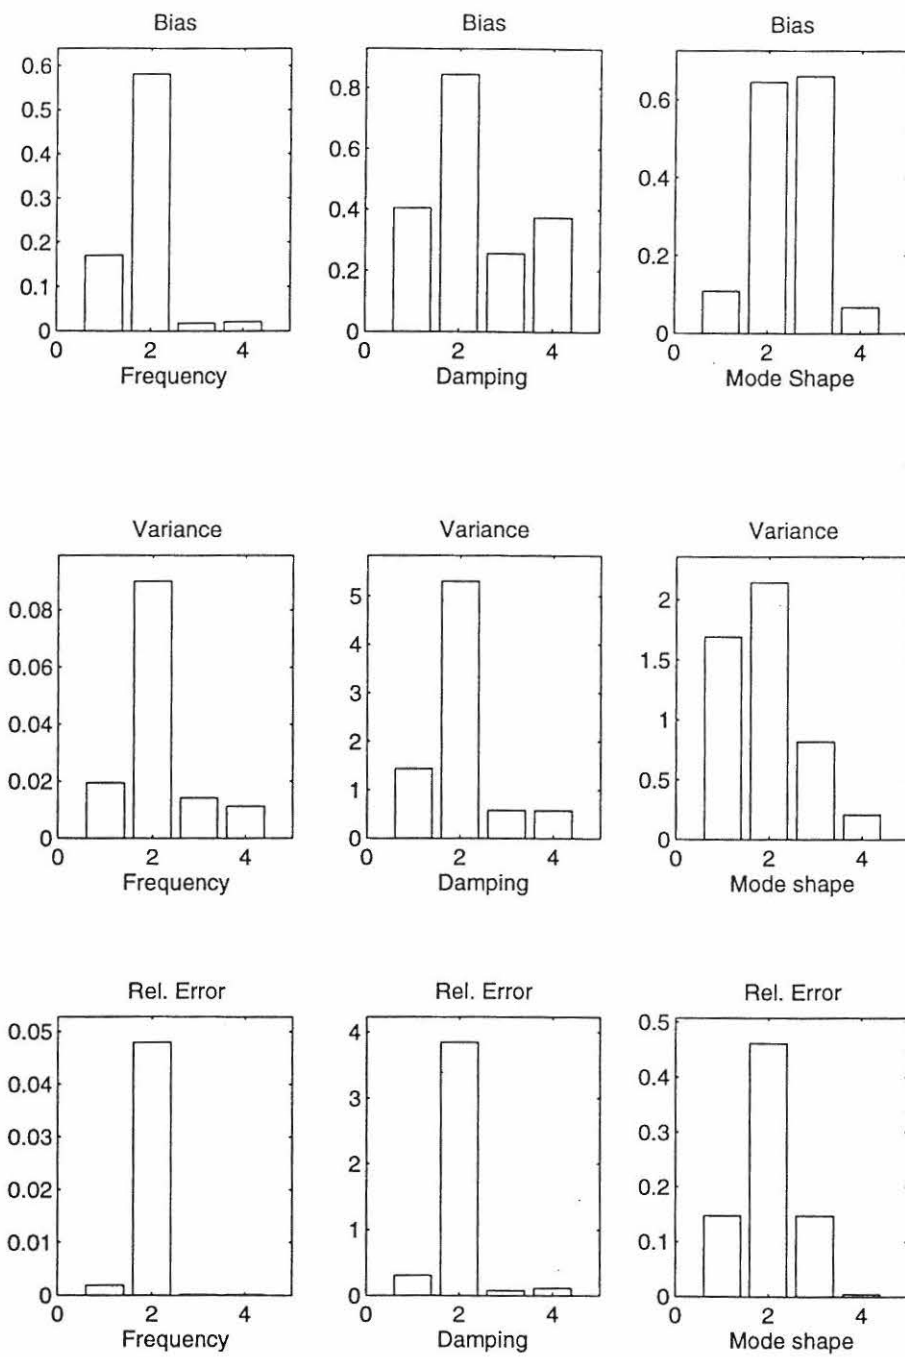 Bias
Bias
Bias
0.6
0.5
0.4
0.3
0.2
0.1
0
0 2 4
Frequency
0.8
0.6
0.4
0.2
0
0 2 4
Damping
0.6
0.4
0.2
0
0 2 4
Mode Shape
Variance
Variance
Variance
0.08
0.06
0.04
0.02
0
0 2 4
Frequency
5
4
3
2
1
0
0 2 4
Damping
2
1.5
1
0.5
0
0 2 4
Mode shape
Rel. Error
Rel. Error
Rel. Error
0.05
0.04
0.03
0.02
0.01
0
0 2 4
Frequency
4
3
2
1
0
0 2 4
Damping
0.5
0.4
0.3
0.2
0.1
0
0 2 4
Mode shape